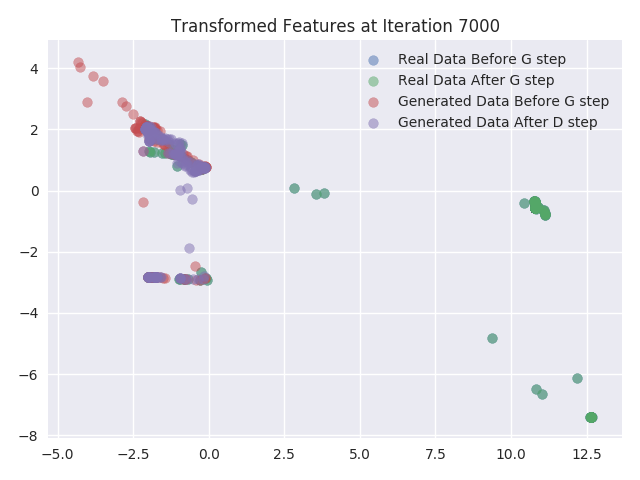 Transformed Features at Iteration 7000
Real Data Before G step
Real Data After G step
Generated Data Before G step
Generated Data After D step
4
2
0
−2
−4
−6
−8
−5.0 −2.5 0.0 2.5 5.0 7.5 10.0 12.5